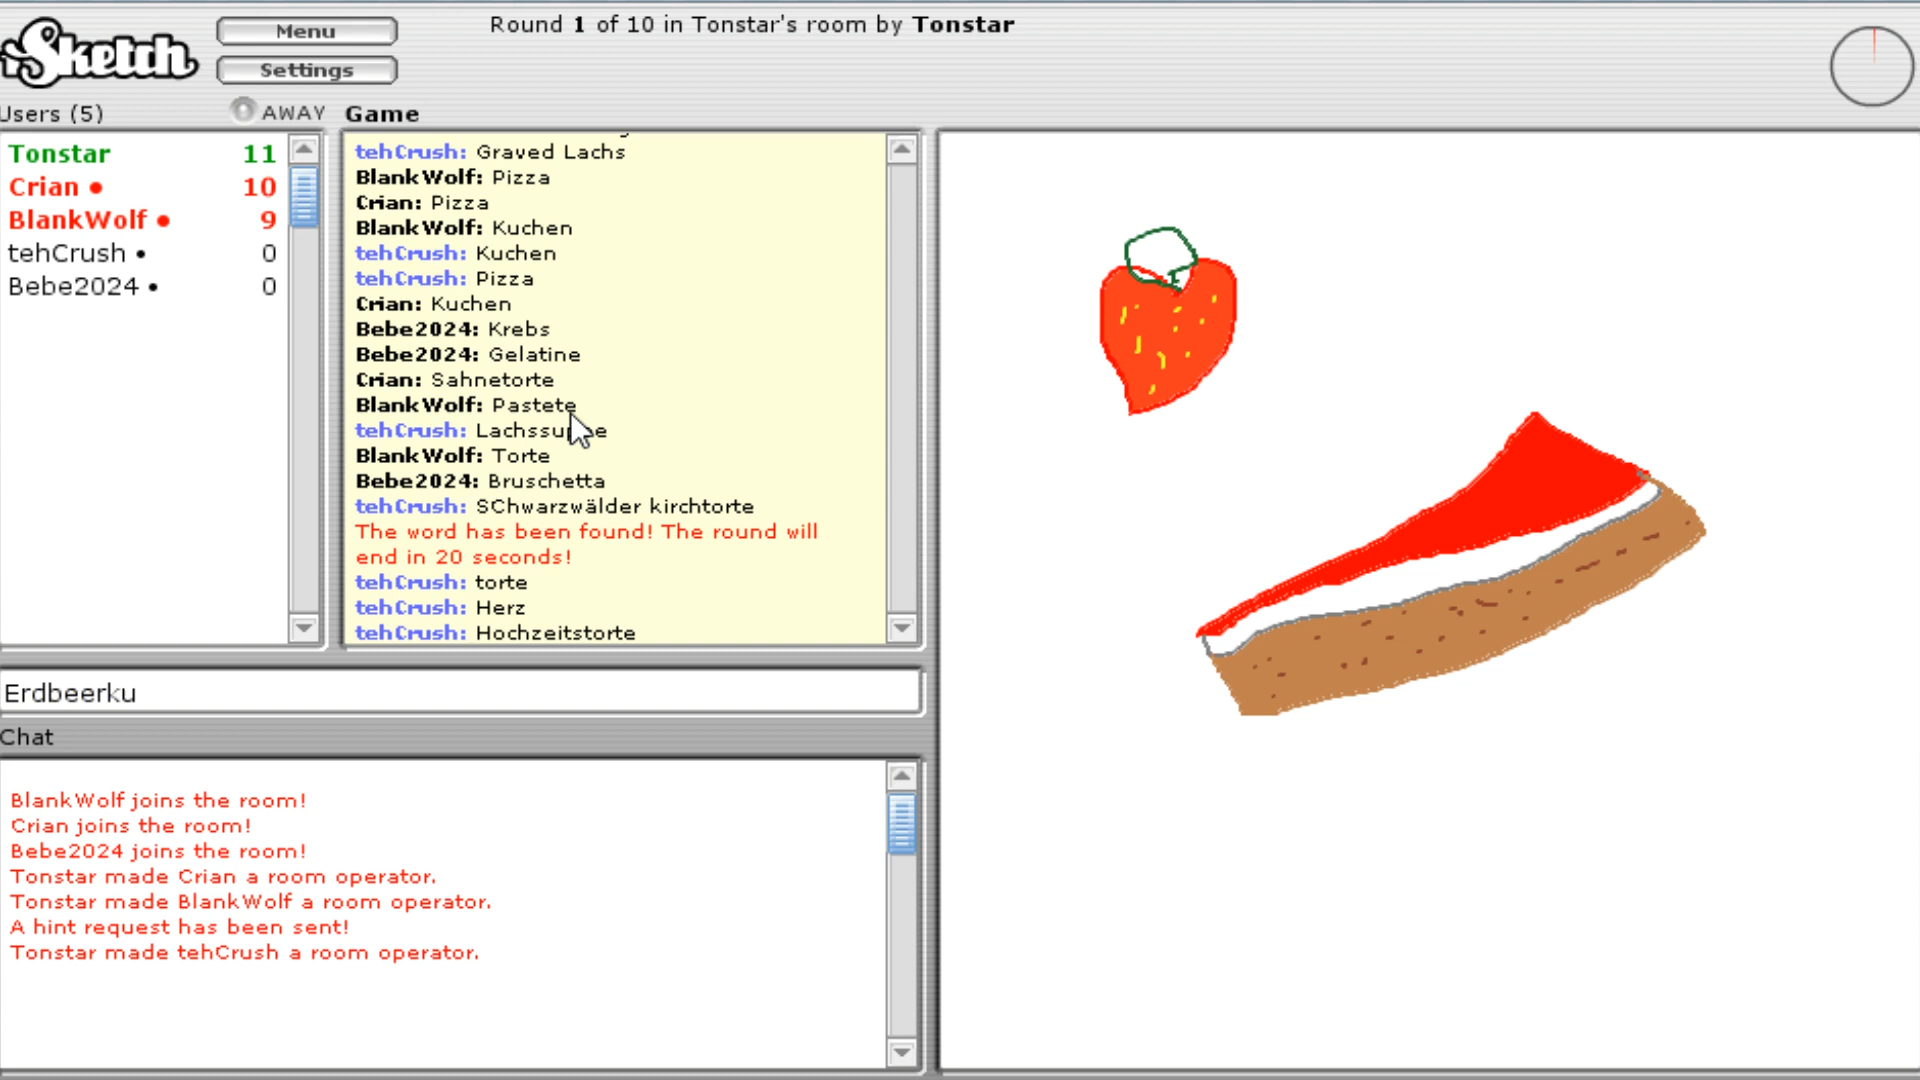 iSketch
Menu
Settings
Round 1 of 10 in Tonstar's room by Tonstar
Users (5)
AWAY
Game
Tonstar 11
Crian • 10
BlankWolf • 9
tehCrush • 0
Bebe2024 • 0
tehCrush: Graved Lachs
BlankWolf: Pizza
Crian: Pizza
BlankWolf: Kuchen
tehCrush: Kuchen
tehCrush: Pizza
Crian: Kuchen
Bebe2024: Krebs
Bebe2024: Gelatine
Crian: Sahnetorte
BlankWolf: Pastete
tehCrush:
BlankWolf: Torte
Bebe2024: Bruschetta
tehCrush: SChwarzwälder kirchtorte
The word has been found! The round will
end in 20 seconds!
tehCrush: torte
tehCrush: Herz
tehCrush: Hochzeitstorte
Erdbeerku
Chat
BlankWolf joins the room!
Crian joins the room!
Bebe2024 joins the room!
Tonstar made Crian a room operator.
Tonstar made BlankWolf a room operator.
A hint request has been sent!
Tonstar made tehCrush a room operator.